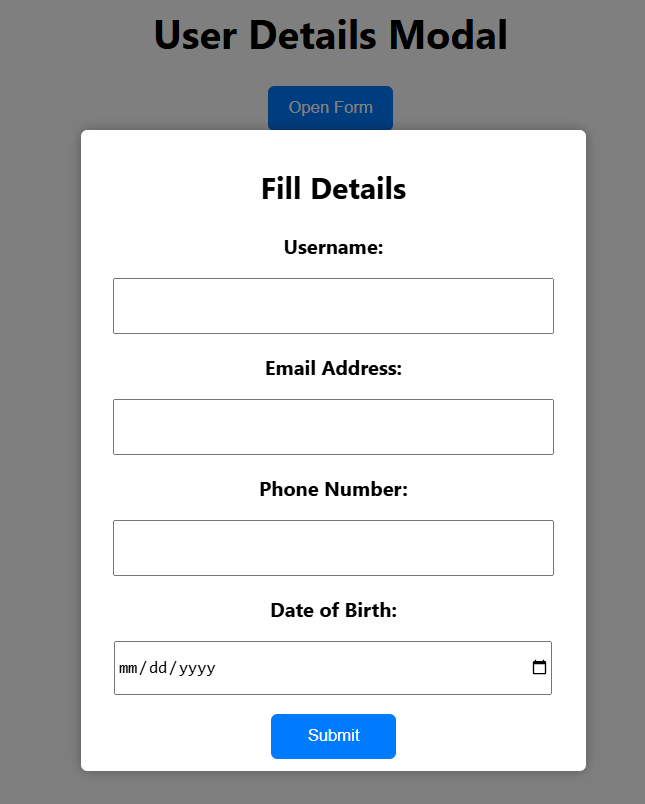 User Details Modal
Open Form
Fill Details
Username:
Email Address:
Phone Number:
Date of Birth:
mm/dd/yyyy
Submit